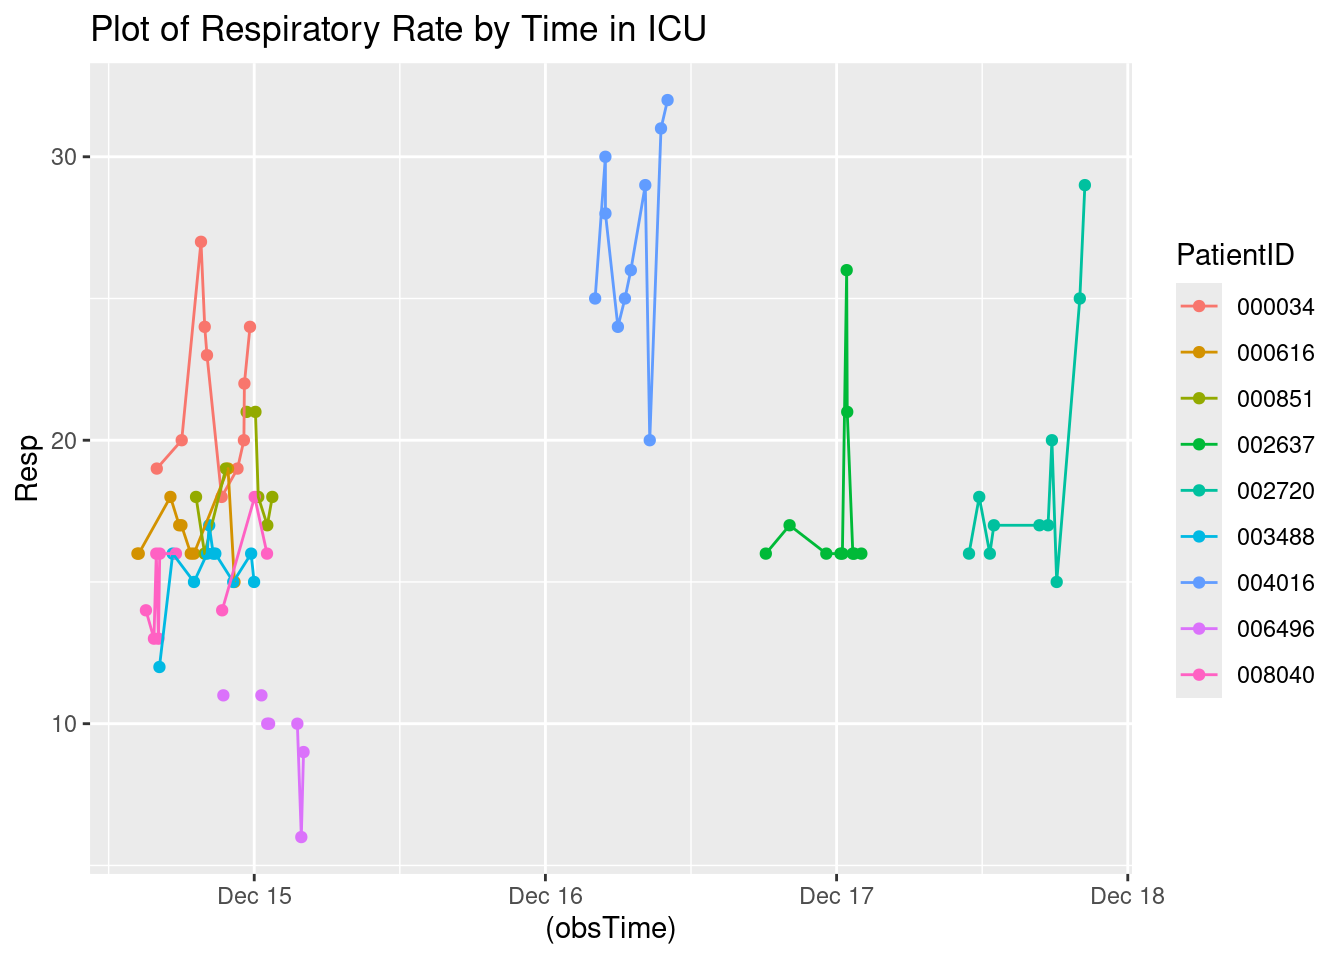 Plot of Respiratory Rate by Time in ICU
30
20
10
Resp
Dec 15
Dec 16
Dec 17
Dec 18
(obsTime)
PatientID
000034
000616
000851
002637
002720
003488
004016
006496
008040